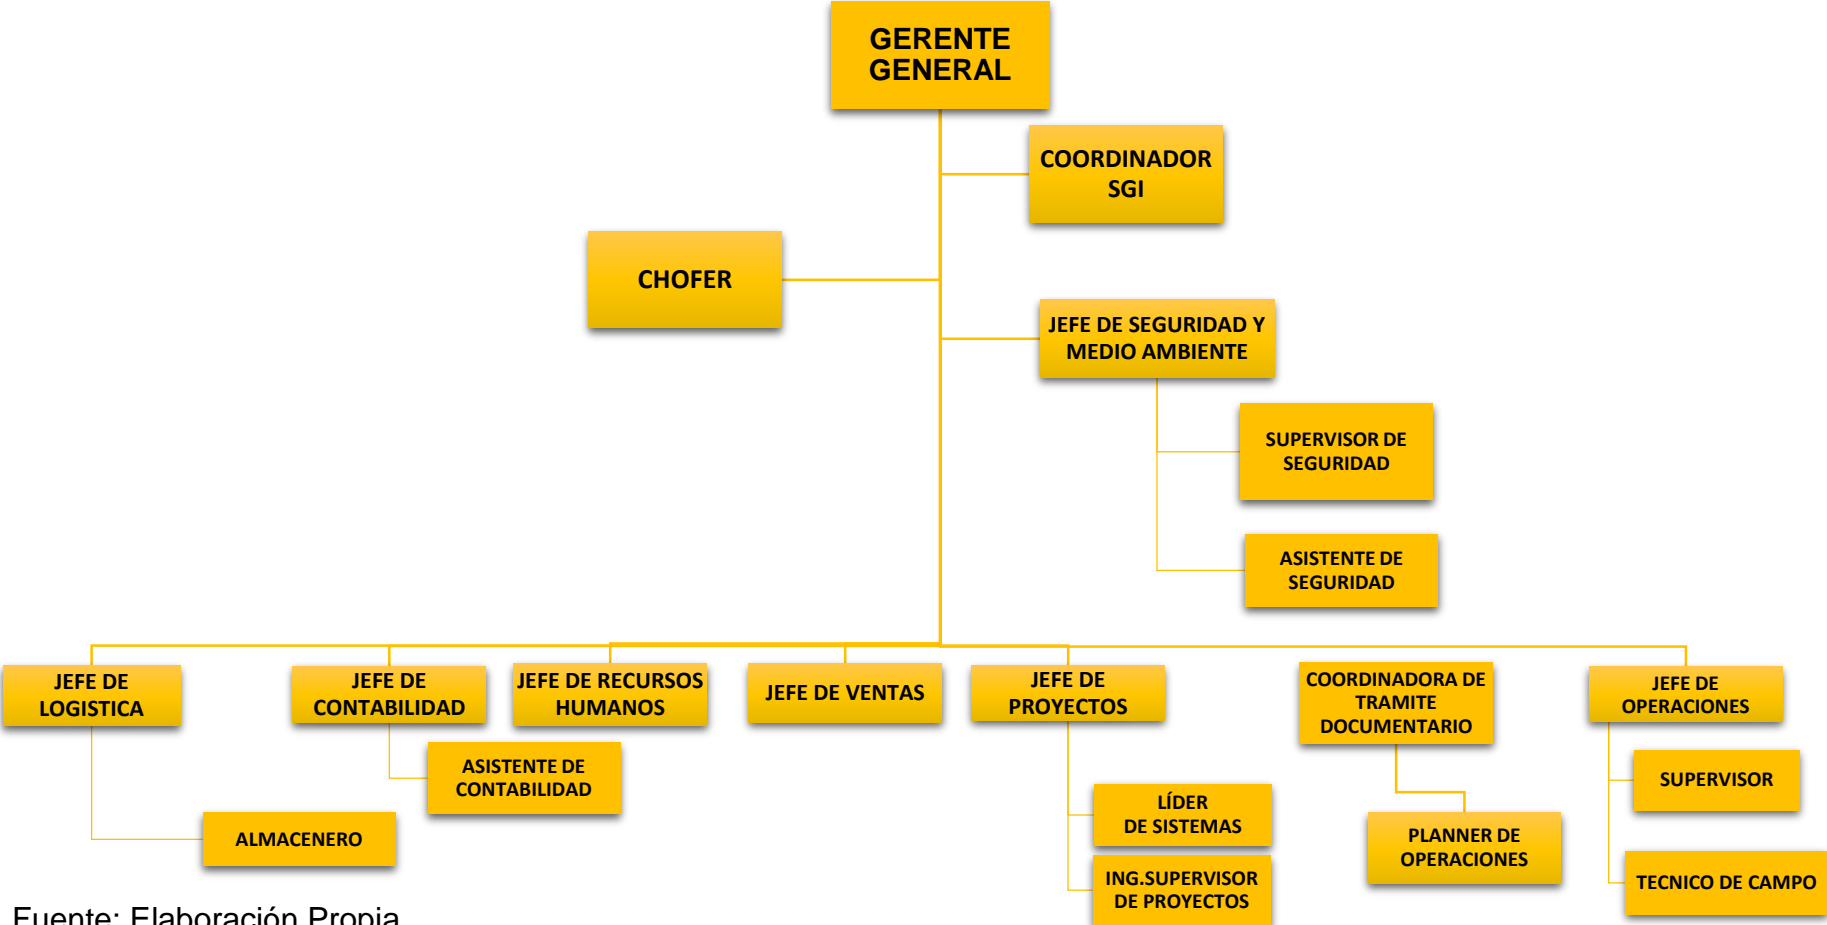 GERENTE
GENERAL
COORDINADOR
SGI
CHOFER
JEFE DE SEGURIDAD Y
MEDIO AMBIENTE
SUPERVISOR DE
SEGURIDAD
ASISTENTE DE
SEGURIDAD
JEFE DE
LOGISTICA
JEFE DE
CONTABILIDAD
JEFE DE RECURSOS
HUMANOS
JEFE DE VENTAS
JEFE DE
PROYECTOS
COORDINADORA DE
TRAMITE
DOCUMENTARIO
JEFE DE
OPERACIONES
ASISTENTE DE
CONTABILIDAD
ALMACENERO
LÍDER
DE SISTEMAS
ING.SUPERVISOR
DE PROYECTOS
PLANNER DE
OPERACIONES
SUPERVISOR
TECNICO DE CAMPO
Fuente: Elaboración Propia